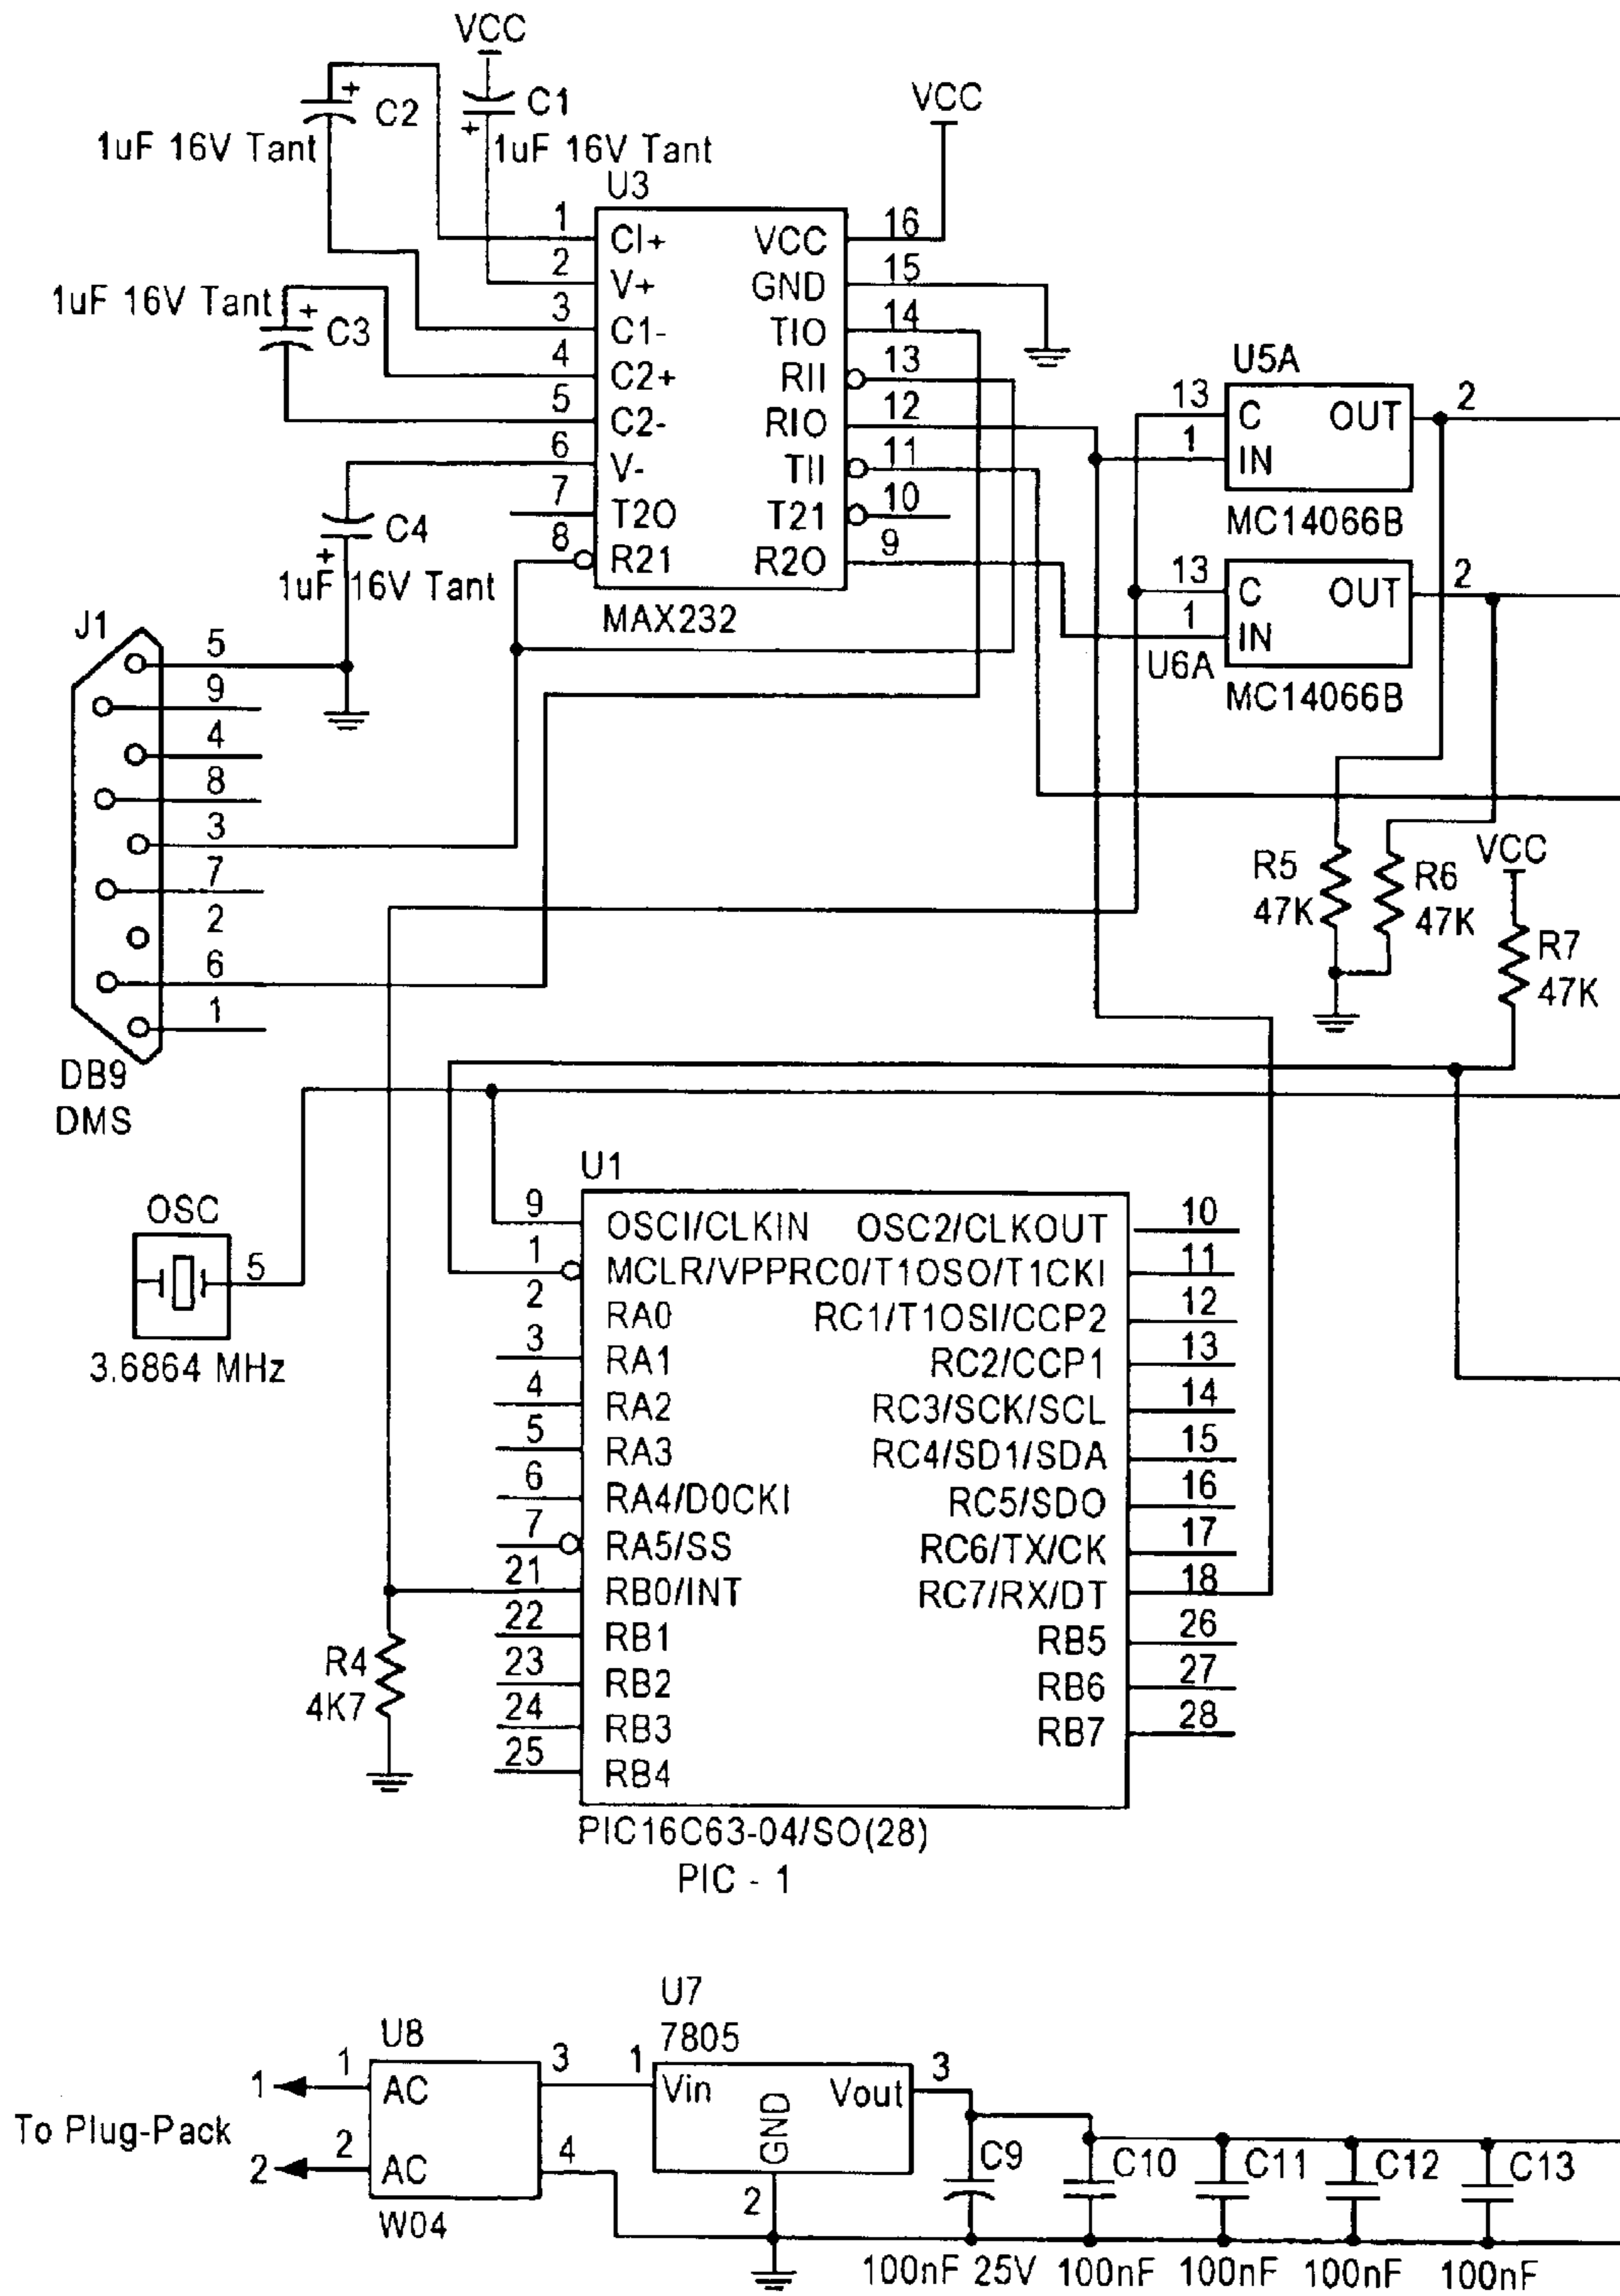 VCC
C2
C1
1uF 16V Tant
1uF 16V Tant
VCC
U3
1 CI+ VCC 16
2 V+ GND 15
3 C1- TIO 14
4 C2+ RII 13
5 C2- RIO 12
6 V- TII 11
7 T2O T21 10
8 R21 R2O 9
MAX232
1uF 16V Tant
C3
C4
1uF 16V Tant
U5A
13 C OUT 2
1 IN
MC14066B
13 C OUT 2
1 IN
U6A
MC14066B
J1
5
9
4
8
3
7
2
6
1
DB9
DMS
R5
47K
R6
47K
VCC
R7
47K
OSC
5
3.6864 MHz
U1
9 OSCI/CLKIN OSC2/CLKOUT 10
1 MCLR/VPPRC0/T1OSO/T1CKI 11
2 RA0 RC1/T1OSI/CCP2 12
3 RA1 RC2/CCP1 13
4 RA2 RC3/SCK/SCL 14
5 RA3 RC4/SD1/SDA 15
6 RA4/D0CKI RC5/SDO 16
7 RA5/SS RC6/TX/CK 17
21 RB0/INT RC7/RX/DT 18
22 RB1 RB5 26
23 RB2 RB6 27
24 RB3 RB7 28
25 RB4
R4
4K7
PIC16C63-04/SO(28)
PIC - 1
To Plug-Pack
1
2
U8
1 AC 3
2 AC 4
W04
U7
7805
1 Vin Vout 3
GND
2
C9
C10
C11
C12
C13
100nF 25V
100nF
100nF
100nF
100nF